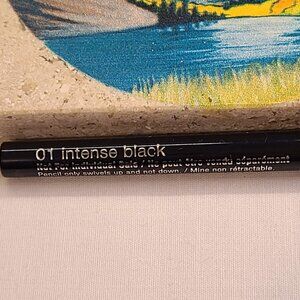 01 intense black
Not For Individual Sale / Ne peut être vendu séparément
Pencil only swivels up and not down. / Mine non rétractable.